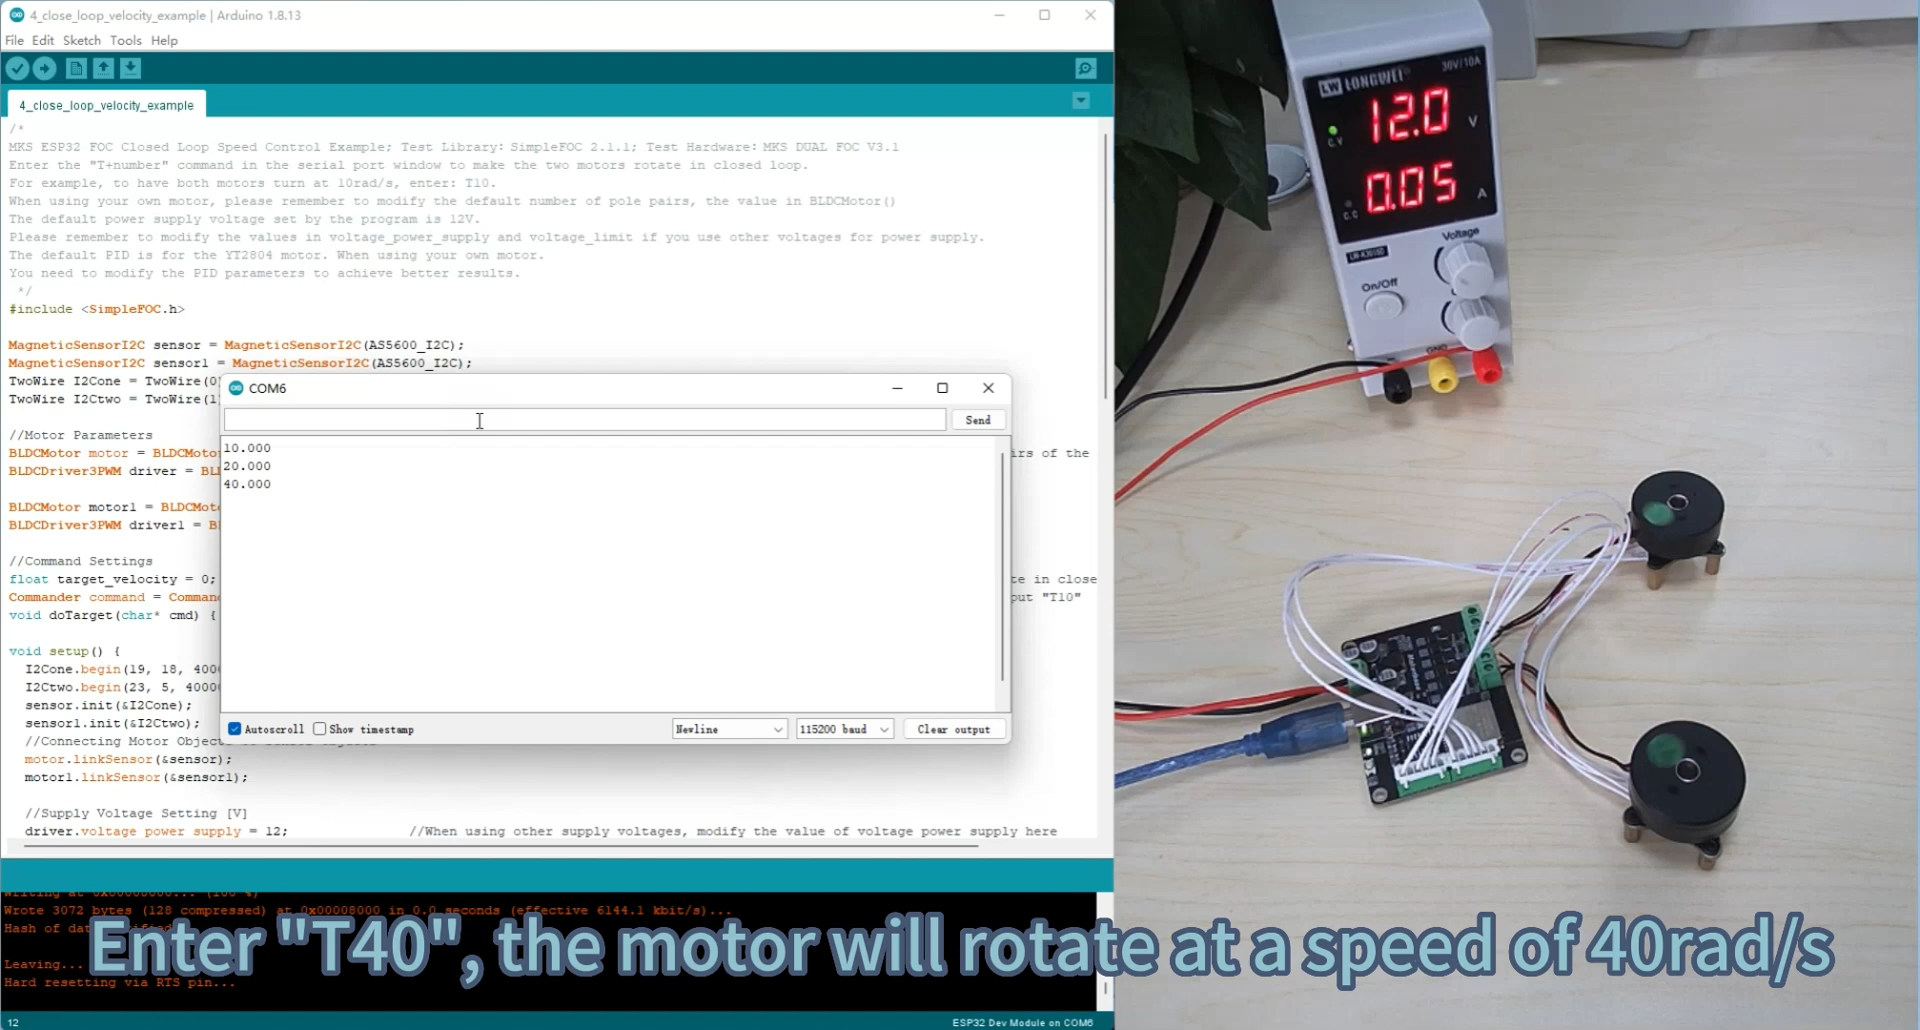 4_close_loop_velocity_example | Arduino 1.8.13
File Edit Sketch Tools Help
4_close_loop_velocity_example
/*
MKS ESP32 FOC Closed Loop Speed Control Example; Test Library: SimpleFOC 2.1.1; Test Hardware: MKS DUAL FOC V3.1
Enter the "T+number" command in the serial port window to make the two motors rotate in closed loop.
For example, to have both motors turn at 10rad/s, enter: T10.
When using your own motor, please remember to modify the default number of pole pairs, the value in BLDCMotor()
The default power supply voltage set by the program is 12V.
Please remember to modify the values in voltage_power_supply and voltage_limit if you use other voltages for power supply.
The default PID is for the YT2804 motor. When using your own motor.
You need to modify the PID parameters to achieve better results.
*/
#include <SimpleFOC.h>
MagneticSensorI2C sensor = MagneticSensorI2C(AS5600_I2C);
MagneticSensorI2C sensor1 = MagneticSensorI2C(AS5600_I2C);
TwoWire I2Cone = TwoWire(0)
TwoWire I2Ctwo = TwoWire(1)
//Motor Parameters
BLDCMotor motor = BLDCMoto
irs of the
BLDCDriver3PWM driver = BL
BLDCMotor motor1 = BLDCMot
BLDCDriver3PWM driver1 = B
//Command Settings
float target_velocity = 0;
te in close
Commander command = Comman
put "T10"
void doTarget(char* cmd) {
void setup() {
I2Cone.begin(19, 18, 400
I2Ctwo.begin(23, 5, 4000
sensor.init(&I2Cone);
sensor1.init(&I2Ctwo);
//Connecting Motor Objec
motor.linkSensor(&sensor);
motor1.linkSensor(&sensor1);
//Supply Voltage Setting [V]
driver.voltage_power_supply = 12; //When using other supply voltages, modify the value of voltage_power_supply here
COM6
Send
10.000
20.000
40.000
Autoscroll Show timestamp Newline 115200 baud Clear output
Wrote 3072 bytes (128 compressed) at 0x00008000 in 0.0 seconds (effective 6144.1 kbit/s)...
Hash of dat
Leaving...
Hard resetting via RTS pin...
Enter "T40", the motor will rotate at a speed of 40rad/s
12
ESP32 Dev Module on COM6
LW LONGWEI
30V/10A
12.0 V
C.V
0.05 A
C.C
Voltage
On/Off
GND